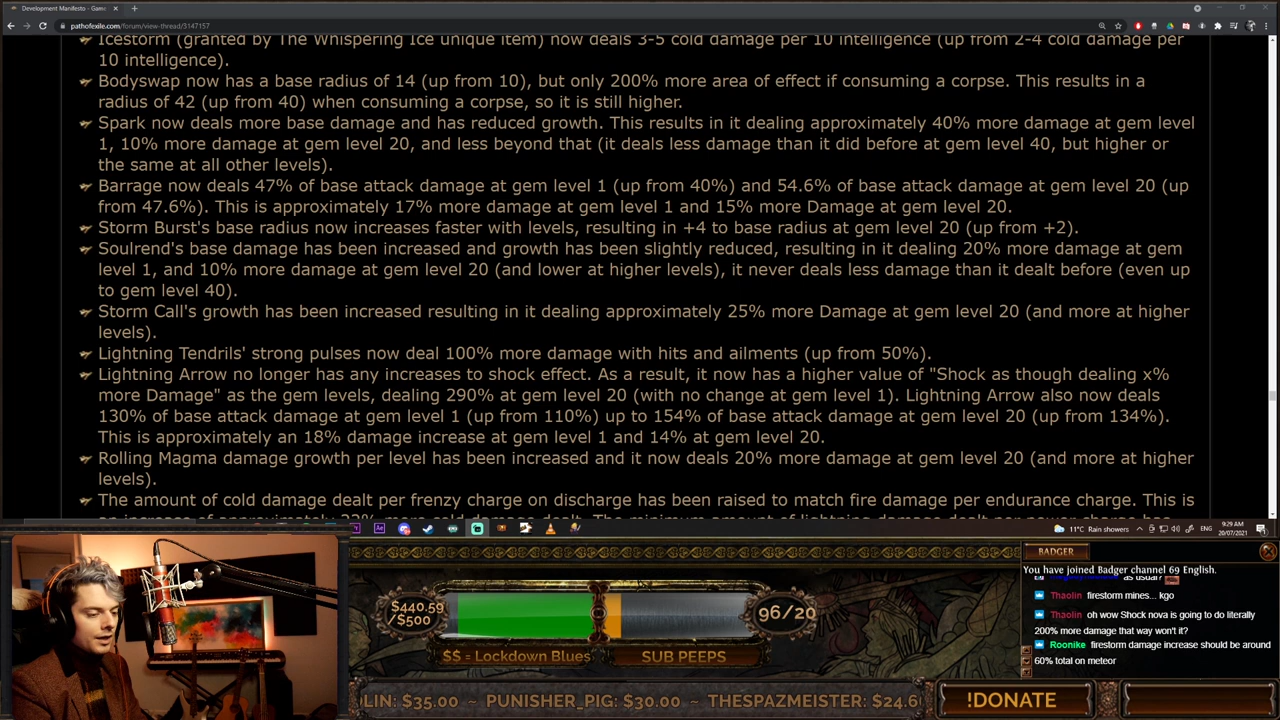 Development Manifesto - Game
pathofexile.com/forum/view-thread/3147157
Icestorm (granted by The Whispering Ice unique item) now deals 3-5 cold damage per 10 intelligence (up from 2-4 cold damage per
10 intelligence).
Bodyswap now has a base radius of 14 (up from 10), but only 200% more area of effect if consuming a corpse. This results in a
radius of 42 (up from 40) when consuming a corpse, so it is still higher.
Spark now deals more base damage and has reduced growth. This results in it dealing approximately 40% more damage at gem level
1, 10% more damage at gem level 20, and less beyond that (it deals less damage than it did before at gem level 40, but higher or
the same at all other levels).
Barrage now deals 47% of base attack damage at gem level 1 (up from 40%) and 54.6% of base attack damage at gem level 20 (up
from 47.6%). This is approximately 17% more damage at gem level 1 and 15% more Damage at gem level 20.
Storm Burst's base radius now increases faster with levels, resulting in +4 to base radius at gem level 20 (up from +2).
Soulrend's base damage has been increased and growth has been slightly reduced, resulting in it dealing 20% more damage at gem
level 1, and 10% more damage at gem level 20 (and lower at higher levels), it never deals less damage than it dealt before (even up
to gem level 40).
Storm Call's growth has been increased resulting in it dealing approximately 25% more Damage at gem level 20 (and more at higher
levels).
Lightning Tendrils' strong pulses now deal 100% more damage with hits and ailments (up from 50%).
Lightning Arrow no longer has any increases to shock effect. As a result, it now has a higher value of "Shock as though dealing x%
more Damage" as the gem levels, dealing 290% at gem level 20 (with no change at gem level 1). Lightning Arrow also now deals
130% of base attack damage at gem level 1 (up from 110%) up to 154% of base attack damage at gem level 20 (up from 134%).
This is approximately an 18% damage increase at gem level 1 and 14% at gem level 20.
Rolling Magma damage growth per level has been increased and it now deals 20% more damage at gem level 20 (and more at higher
levels).
The amount of cold damage dealt per frenzy charge on discharge has been raised to match fire damage per endurance charge. This is
11°C Rain showers
ENG
9:29 AM
20/07/2021
BADGER
You have joined Badger channel 69 English.
as usual?
Thaolin firestorm mines... kgo
Thaolin oh wow Shock nova is going to do literally
200% more damage that way won't it?
Roonike firestorm damage increase should be around
60% total on meteor
$440.59
/$500
96/20
$$ = Lockdown Blues
SUB PEEPS
LIN: $35.00 ~ PUNISHER_PIG: $30.00 ~ THESPAZMEISTER: $24.6
!DONATE